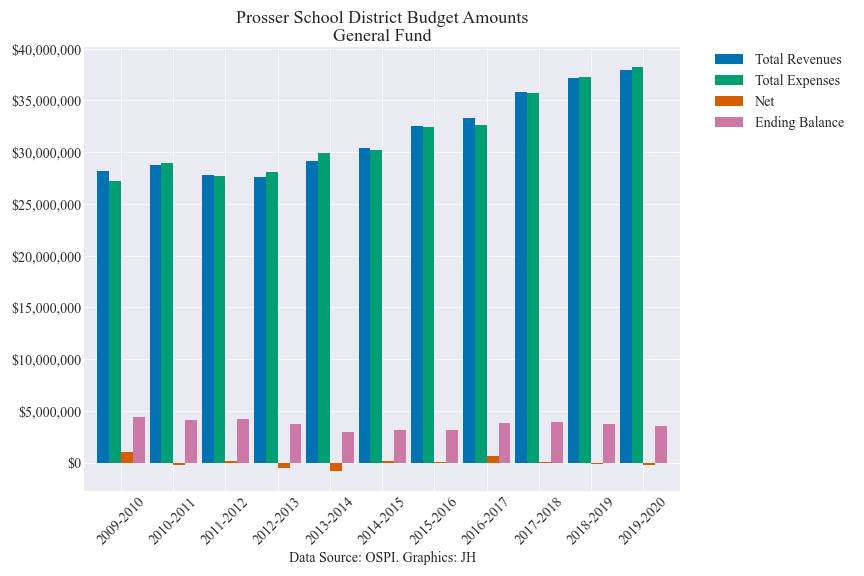 Prosser School District Budget Amounts
General Fund
$40,000,000
$35,000,000
$30,000,000
$25,000,000
$20,000,000
$15,000,000
$10,000,000
$5,000,000
$0
2009-2010
2010-2011
2011-2012
2012-2013
2013-2014
2014-2015
2015-2016
2016-2017
2017-2018
2018-2019
2019-2020
Data Source: OSPI. Graphics: JH
Total Revenues
Total Expenses
Net
Ending Balance